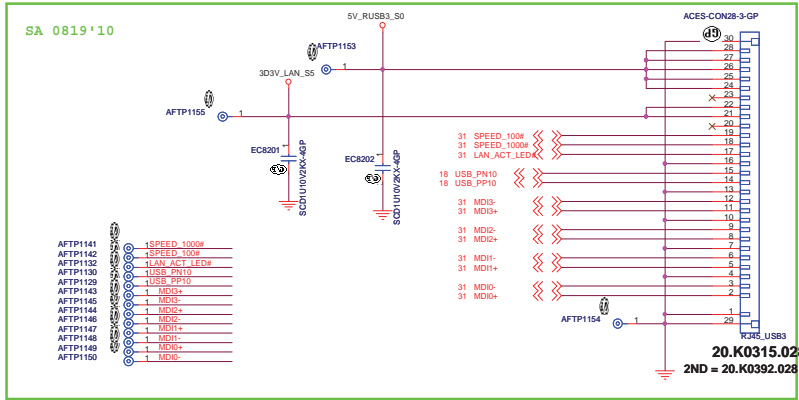 5V_RUSB3_S0
ACES-CON28-3-GP
SA 0819'10
AFTP1153
1
3D3V_LAN_S5
AFTP1155
1
EC8201
1
SCD1U10V2KX-4GP
EC8202
1
SCD1U10V2KX-4GP
30
28
27
26
25
24
23
22
21
20
19
18
17
16
15
14
13
12
11
10
9
8
7
6
5
4
3
2
1
29
31 SPEED_100#
31 SPEED_1000#
31 LAN_ACT_LED#
18 USB_PN10
18 USB_PP10
31 MDI3-
31 MDI3+
31 MDI2-
31 MDI2+
31 MDI1-
31 MDI1+
31 MDI0-
31 MDI0+
AFTP1154
1
RJ45_USB3
20.K0315.028
2ND = 20.K0392.028
AFTP1141 1 SPEED_1000#
AFTP1142 1 SPEED_100#
AFTP1132 1 LAN_ACT_LED#
AFTP1130 1 USB_PN10
AFTP1129 1 USB_PP10
AFTP1143 1 MDI3+
AFTP1145 1 MDI3-
AFTP1144 1 MDI2+
AFTP1146 1 MDI2-
AFTP1147 1 MDI1+
AFTP1148 1 MDI1-
AFTP1149 1 MDI0+
AFTP1150 1 MDI0-